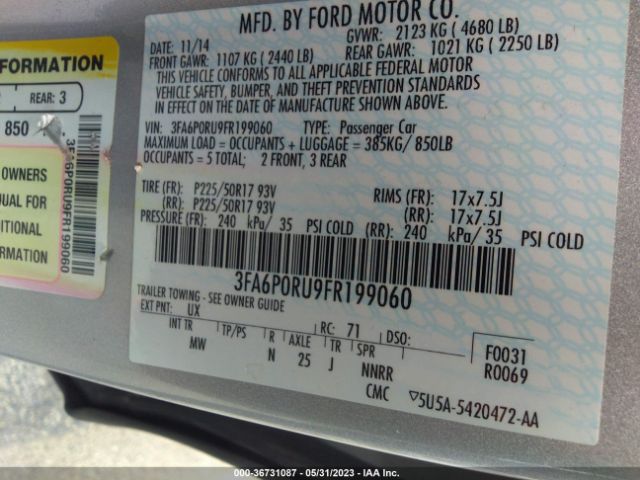 MFD. BY FORD MOTOR CO.
DATE: 11/14 GVWR: 2123 KG ( 4680 LB)
FRONT GAWR: 1107 KG ( 2440 LB) REAR GAWR: 1021 KG ( 2250 LB)
THIS VEHICLE CONFORMS TO ALL APPLICABLE FEDERAL MOTOR
VEHICLE SAFETY, BUMPER, AND THEFT PREVENTION STANDARDS
IN EFFECT ON THE DATE OF MANUFACTURE SHOWN ABOVE.
VIN: 3FA6P0RU9FR199060 TYPE: Passenger Car
MAXIMUM LOAD = OCCUPANTS + LUGGAGE = 385KG/ 850LB
OCCUPANTS = 5 TOTAL; 2 FRONT, 3 REAR
TIRE (FR): P225/50R17 93V RIMS (FR): 17x7.5J
(RR): P225/50R17 93V (RR): 17x7.5J
PRESSURE (FR): 240 kPa/ 35 PSI COLD (RR): 240 kPa/ 35 PSI COLD
3FA6P0RU9FR199060
TRAILER TOWING - SEE OWNER GUIDE
EXT PNT: UX RC: 71 DSO:
INT TR TP/PS R AXLE TR SPR F0031
MW N 25 J NNRR R0069
CMC ▽5U5A-5420472-AA
FORMATION
REAR: 3
850
OWNERS
NUAL FOR
DITIONAL
FORMATION
3FA6P0RU9FR199060
000-36731087 - 05/31/2023 - IAA Inc.